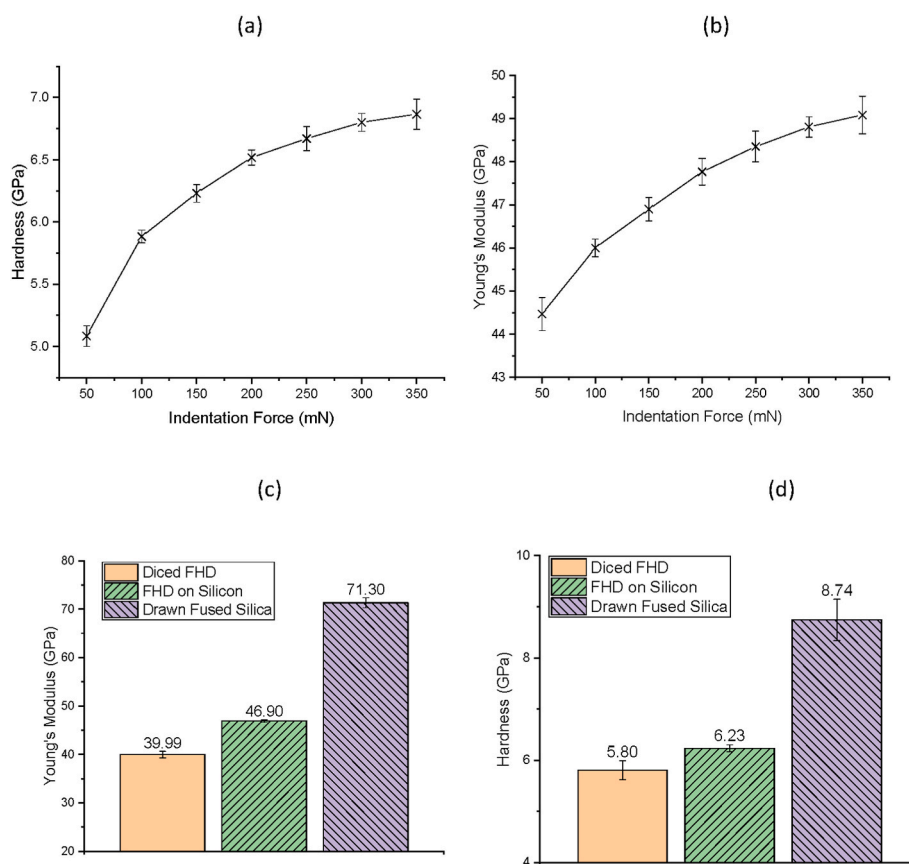 (a)
7.0
6.5
6.0
5.5
5.0
Hardness (GPa)
50 100 150 200 250 300 350
Indentation Force (mN)
(b)
50
49
48
47
46
45
44
43
Young's Modulus (GPa)
50 100 150 200 250 300 350
Indentation Force (mN)
(c)
80
70
60
50
40
30
20
Young's Modulus (GPa)
Diced FHD
FHD on Silicon
Drawn Fused Silica
39.99
46.90
71.30
(d)
10
8
6
4
Hardness (GPa)
Diced FHD
FHD on Silicon
Drawn Fused Silica
5.80
6.23
8.74